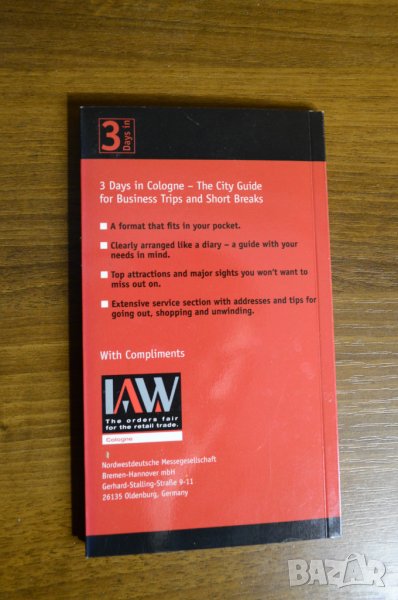 3
Days in
3 Days in Cologne – The City Guide
for Business Trips and Short Breaks
A format that fits in your pocket.
Clearly arranged like a diary – a guide with your
needs in mind.
Top attractions and major sights you won't want to
miss out on.
Extensive service section with addresses and tips for
going out, shopping and unwinding.
With Compliments
IAW
The orders fair
for the retail trade.
Cologne
Nordwestdeutsche Messegesellschaft
Bremen-Hannover mbH
Gerhard-Stalling-Straße 9-11
26135 Oldenburg, Germany
BAZAR